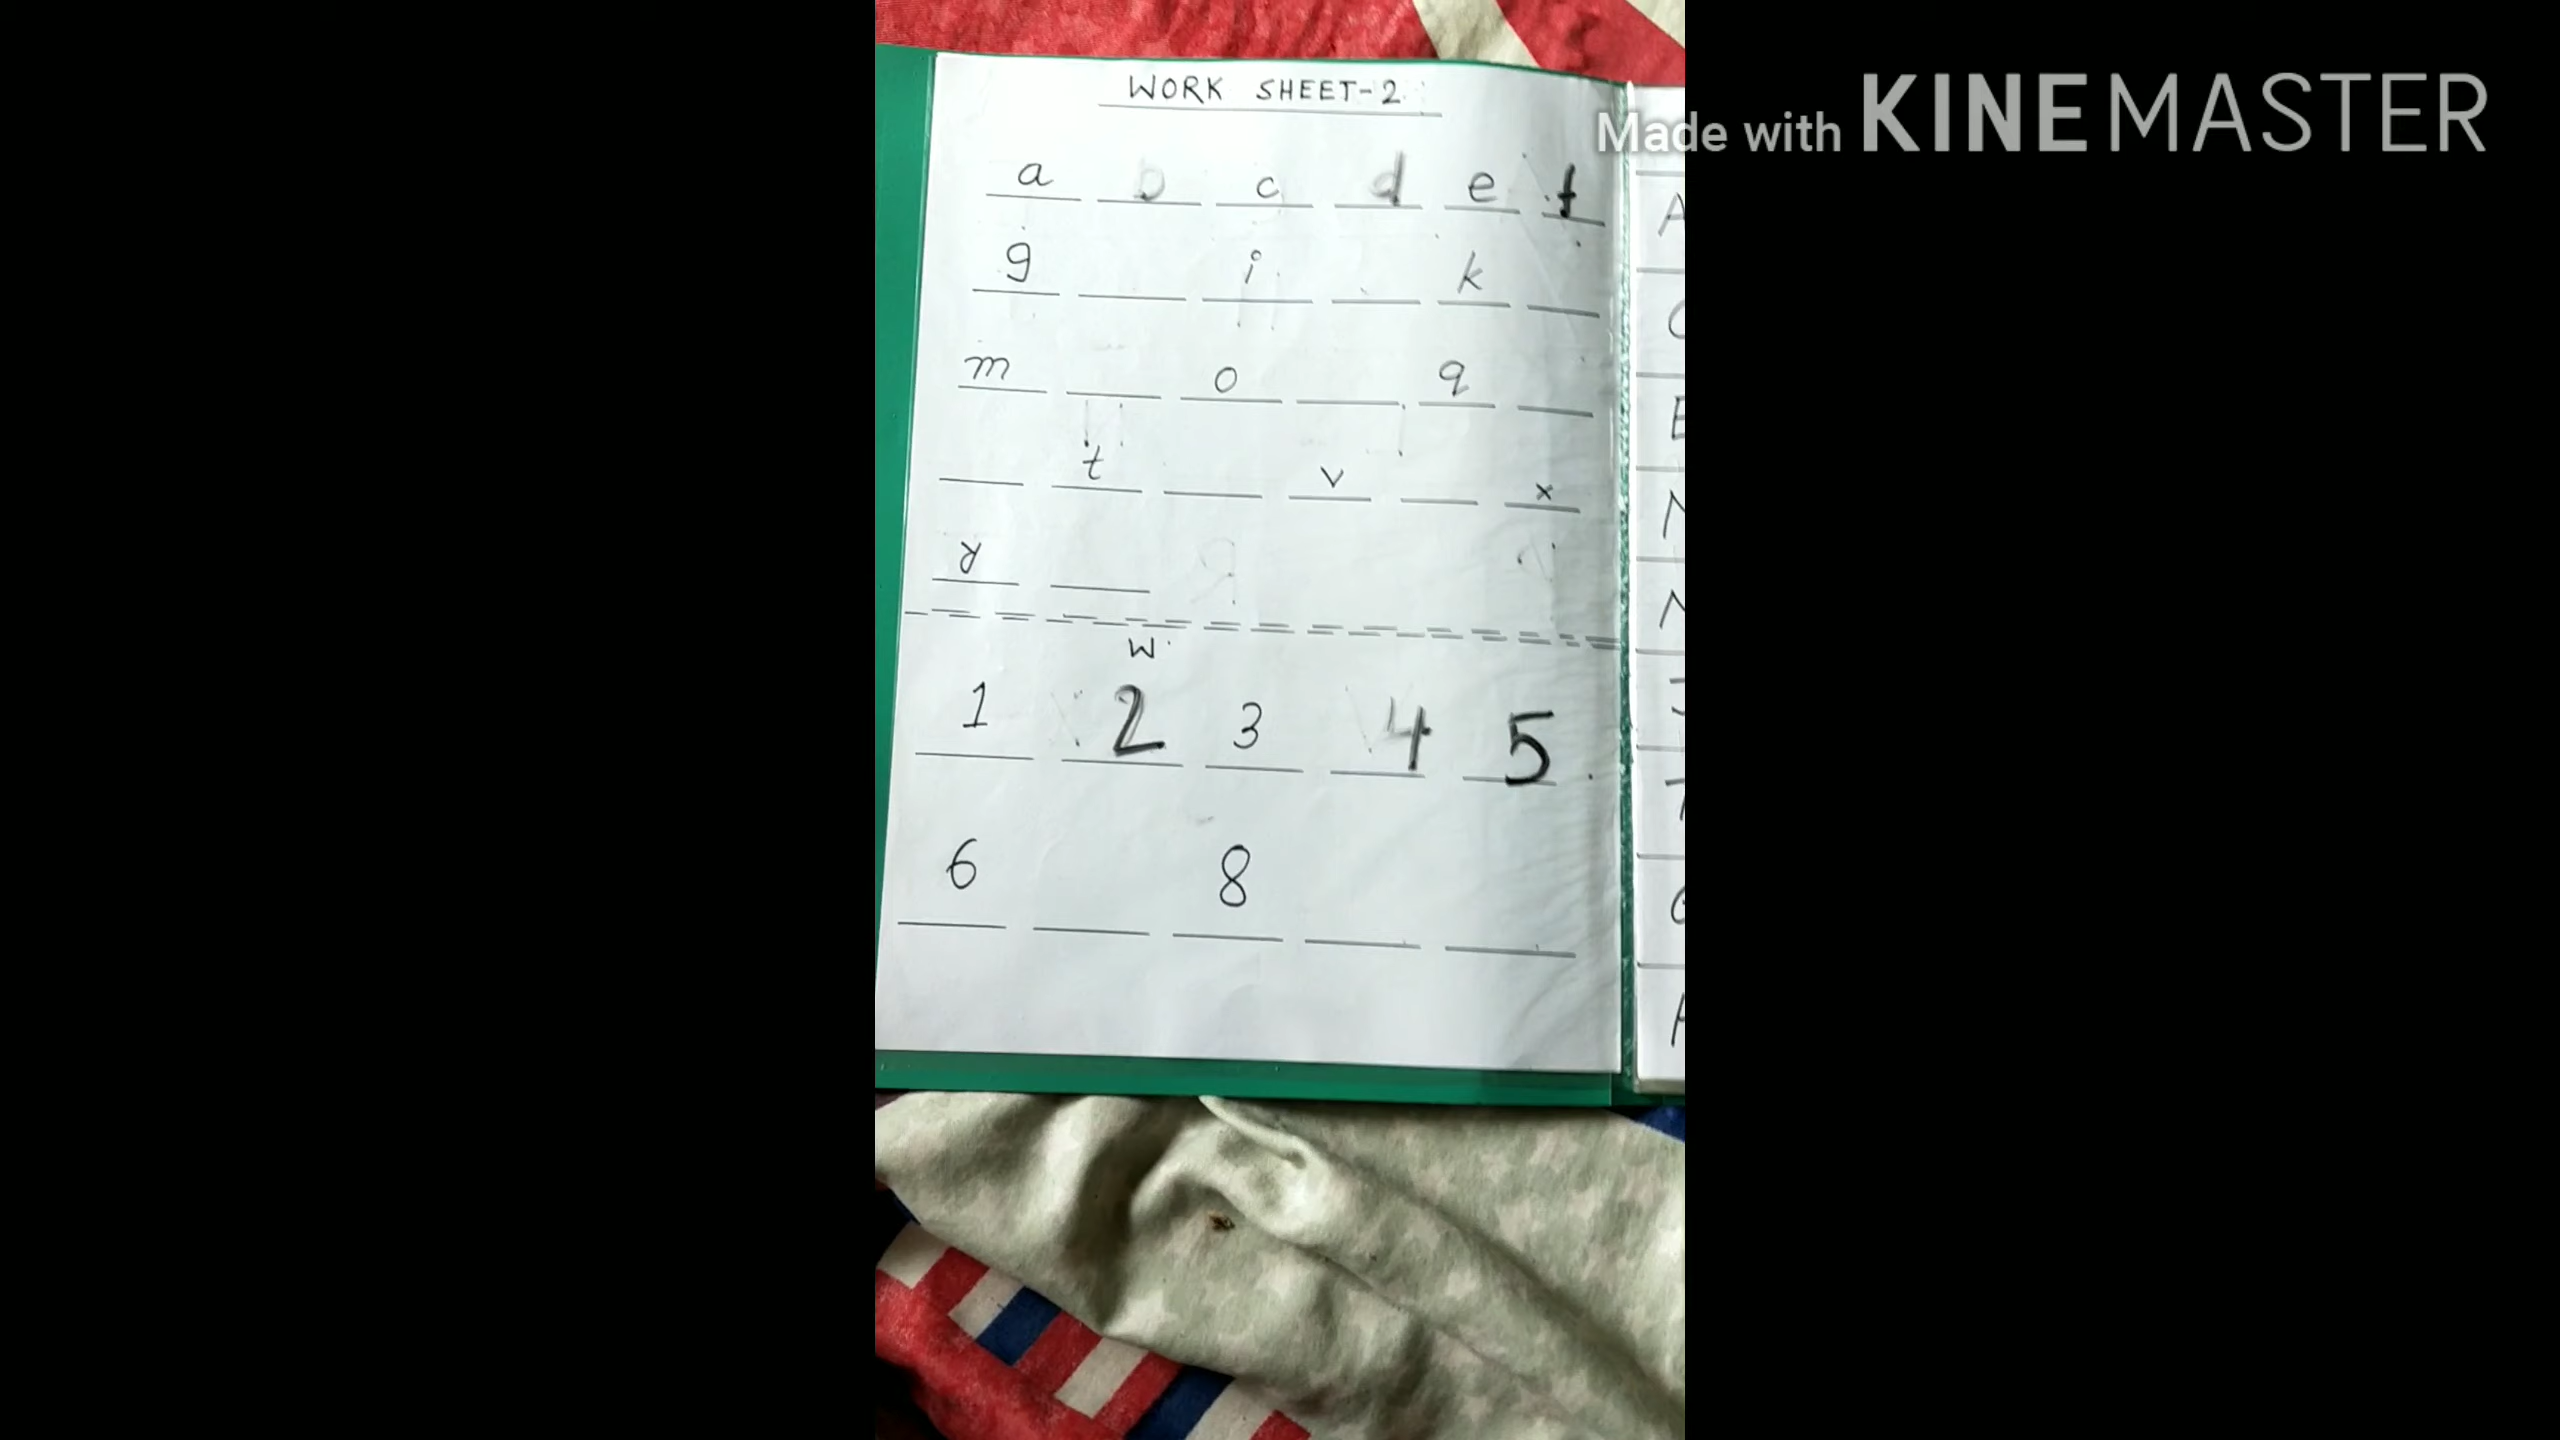 WORK SHEET-2
Made with KINEMASTER
a b c d e f
g i k
m o q
t v x
y
w
1 2 3 4 5
6 8